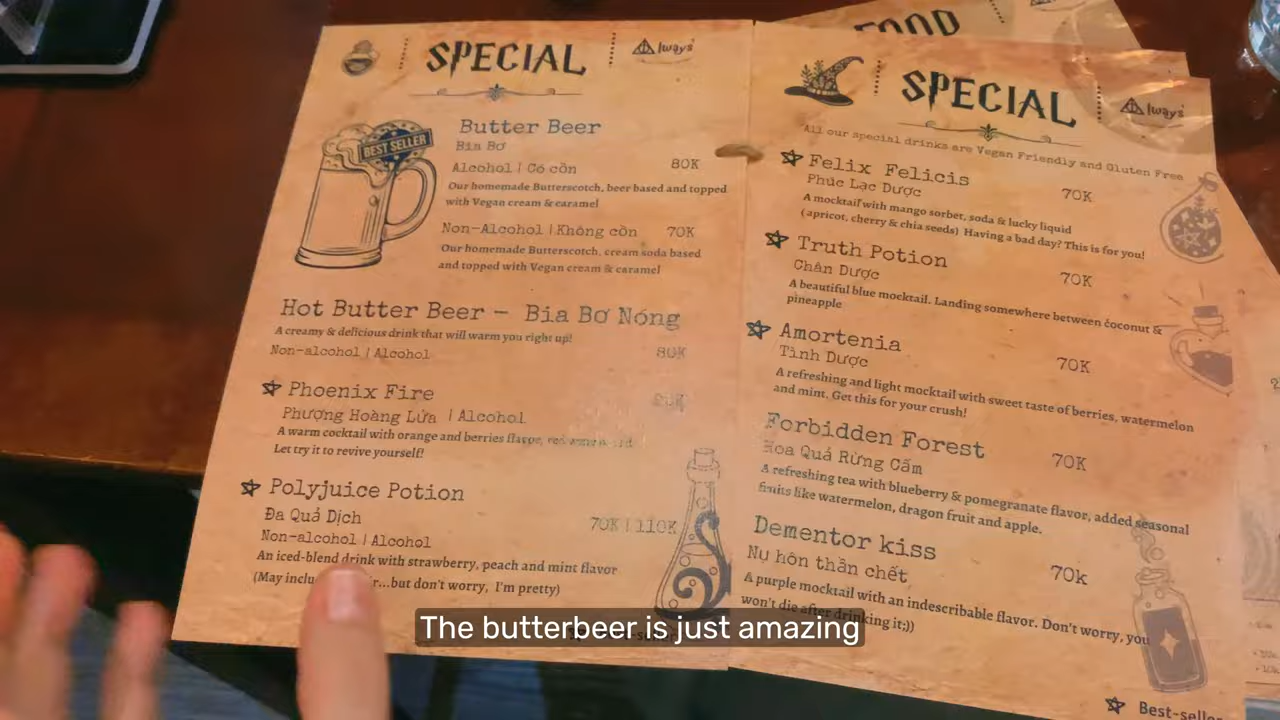 SPECIAL
lways
BEST SELLER
Butter Beer
Bia Bơ
Alcohol | Có cồn 80K
Our homemade Butterscotch, beer based and topped
with Vegan cream & caramel
Non-Alcohol | Không cồn 70K
Our homemade Butterscotch, cream soda based
and topped with Vegan cream & caramel
Hot Butter Beer - Bia Bơ Nóng
A creamy & delicious drink that will warm you right up!
Non-alcohol | Alcohol 80K
Phoenix Fire
Phượng Hoàng Lửa | Alcohol
A warm cocktail with orange and berries flavor,
Let try it to revive yourself!
Polyjuice Potion
Đa Quả Dịch 70K | 110K
Non-alcohol | Alcohol
An iced-blend drink with strawberry, peach and mint flavor
(May but don't worry, I'm pretty)
FOOD
SPECIAL
lways
All our special drinks are Vegan Friendly and Gluten Free
Felix Felicis
Phúc Lạc Dược 70K
A mocktail with mango sorbet, soda & lucky liquid
(apricot, cherry & chia seeds) Having a bad day? This is for you!
Truth Potion
Chân Dược 70K
A beautiful blue mocktail. Landing somewhere between coconut &
pineapple
Amortenia
Tình Dược 70K
A refreshing and light mocktail with sweet taste of berries, watermelon
and mint. Get this for your crush!
Forbidden Forest
Hoa Quả Rừng Cấm 70K
A refreshing tea with blueberry & pomegranate flavor, added seasonal
fruits like watermelon, dragon fruit and apple.
Dementor kiss
Nụ hôn thần chết 70k
A purple mocktail with an indescribable flavor. Don't worry, you
won't die after drinking it;))
Best-seller
The butterbeer is just amazing